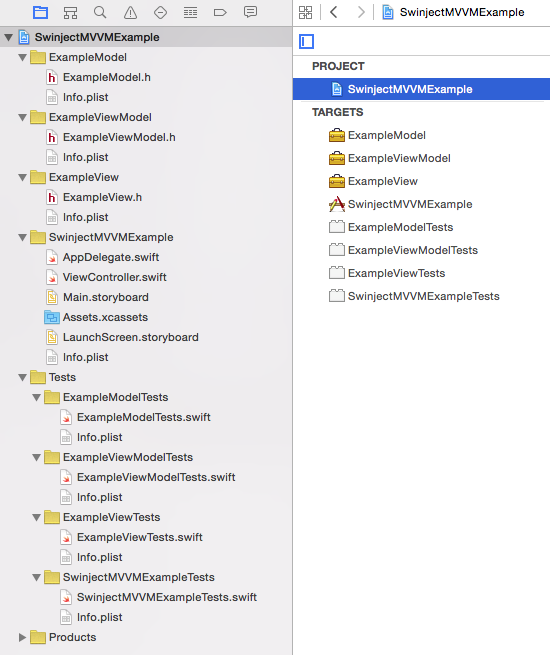 SwinjectMVVMExample
ExampleModel
ExampleModel.h
Info.plist
ExampleViewModel
ExampleViewModel.h
Info.plist
ExampleView
ExampleView.h
Info.plist
SwinjectMVVMExample
AppDelegate.swift
ViewController.swift
Main.storyboard
Assets.xcassets
LaunchScreen.storyboard
Info.plist
Tests
ExampleModelTests
ExampleModelTests.swift
Info.plist
ExampleViewModelTests
ExampleViewModelTests.swift
Info.plist
ExampleViewTests
ExampleViewTests.swift
Info.plist
SwinjectMVVMExampleTests
SwinjectMVVMExampleTests.swift
Info.plist
Products
SwinjectMVVMExample
PROJECT
SwinjectMVVMExample
TARGETS
ExampleModel
ExampleViewModel
ExampleView
SwinjectMVVMExample
ExampleModelTests
ExampleViewModelTests
ExampleViewTests
SwinjectMVVMExampleTests